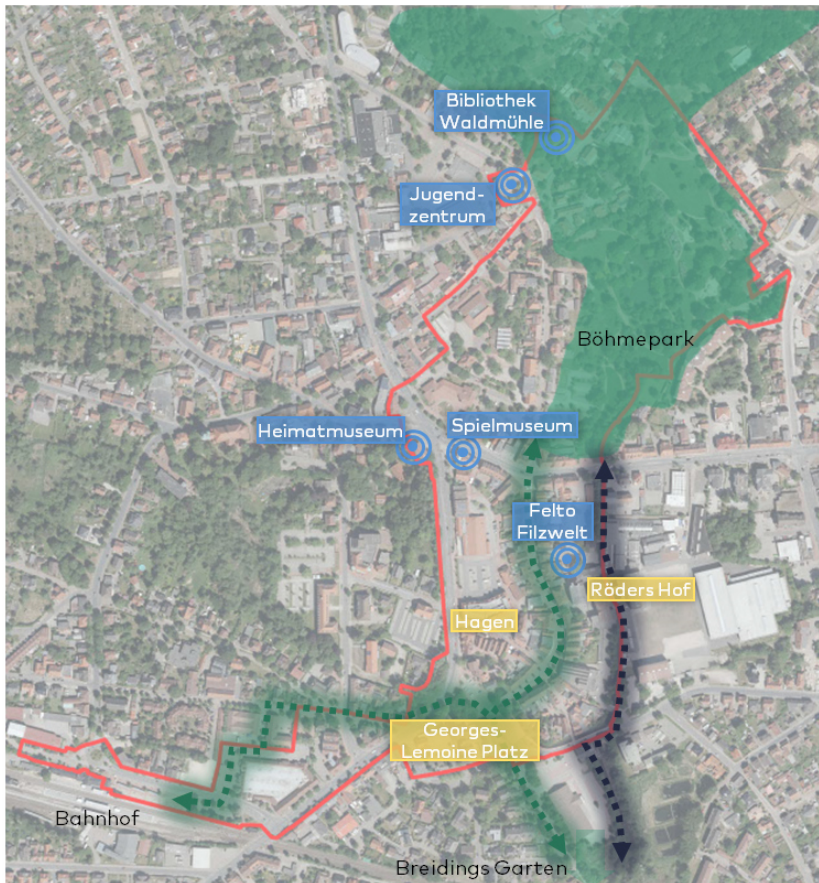 Bibliothek
Waldmühle
Jugend-
zentrum
Böhmepark
Heimatmuseum
Spielmuseum
Felto
Filzwelt
Röders Hof
Hagen
Georges-
Lemoine Platz
Bahnhof
Breidings Garten